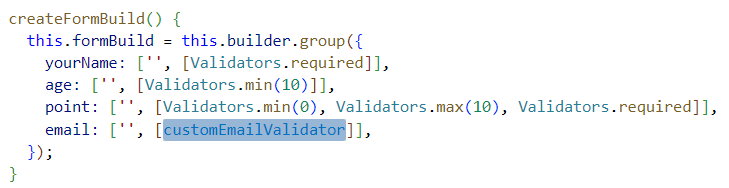 createFormBuild() {
  this.formBuild = this.builder.group({
    yourName: ['', [Validators.required]],
    age: ['', [Validators.min(10)]],
    point: ['', [Validators.min(0), Validators.max(10), Validators.required]],
    email: ['', [customEmailValidator]],
  });
}